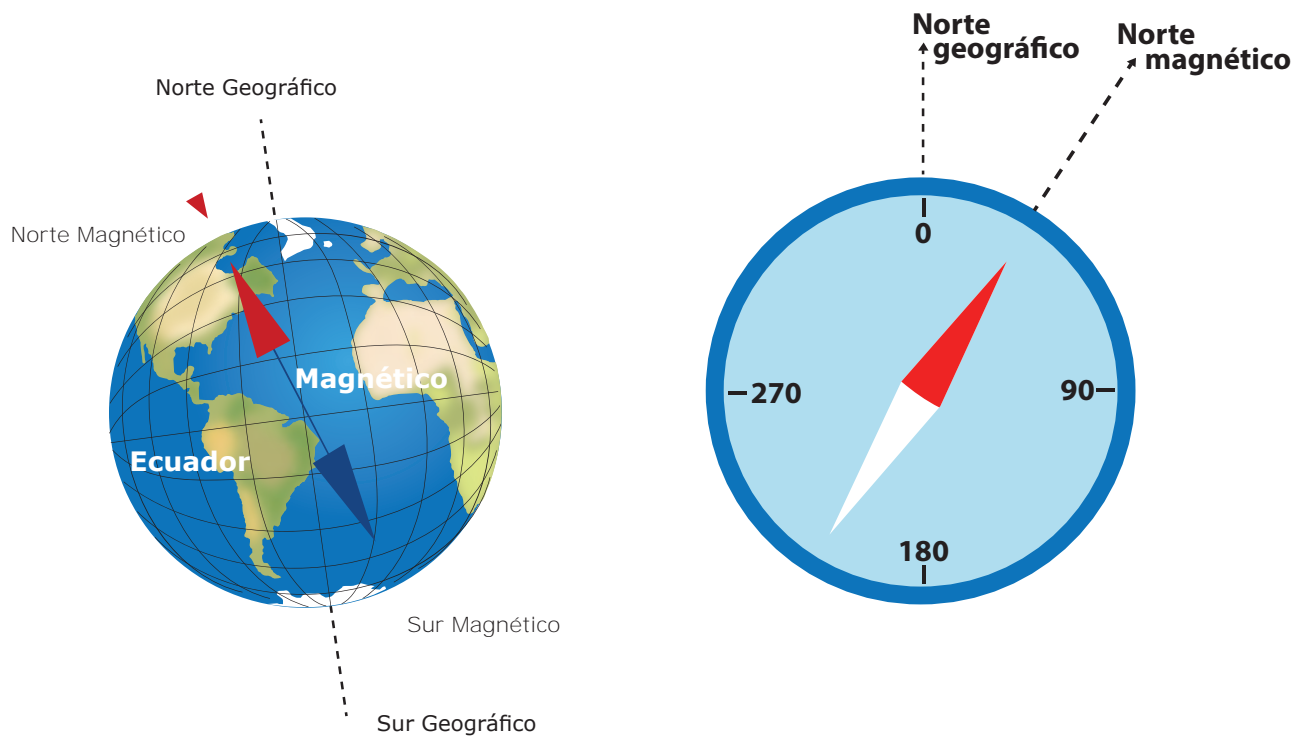 Norte Geográfico
Norte Magnético
Magnético
Ecuador
Sur Magnético
Sur Geográfico
Norte
geográfico
Norte
magnético
0
270
90
180